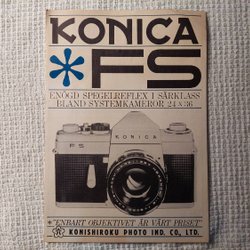 KONICA
*FS
ENÖGD SPEGELREFLEX I SÄRKLASS
BLAND SYSTEMKAMEROR 24×36
FS KONICA
"ENBART OBJEKTIVET ÄR VÄRT PRISET"
KONISHIROKU PHOTO IND. CO., LTD.